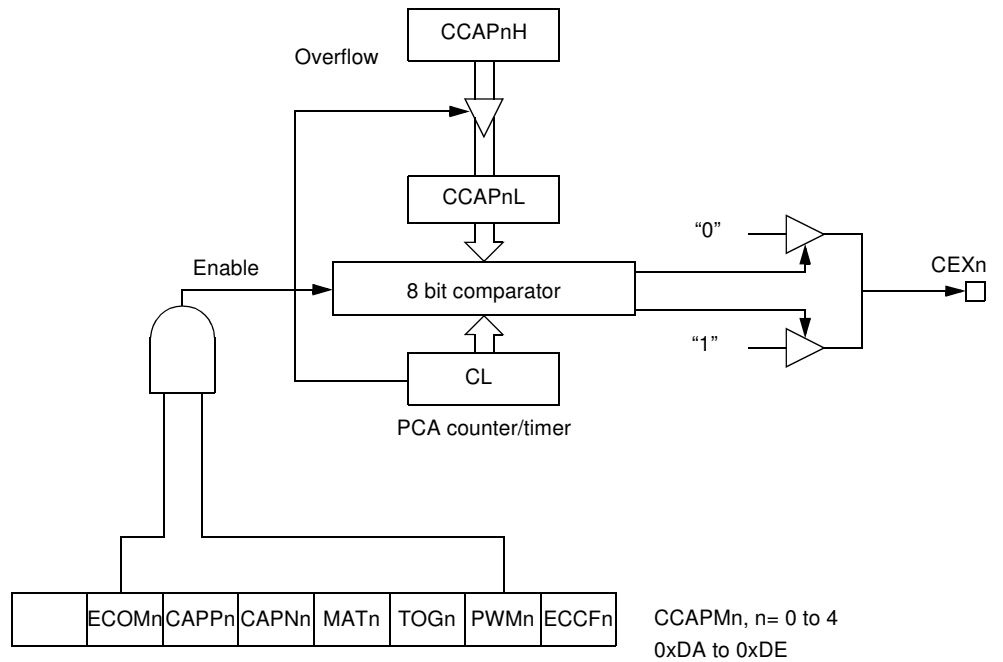 CCAPnH
Overflow
CCAPnL
“0”
Enable
CEXn
8 bit comparator
“1”
CL
PCA counter/timer
ECOMn CAPPn CAPNn MATn TOGn PWMn ECCFn
CCAPMn, n= 0 to 4
0xDA to 0xDE